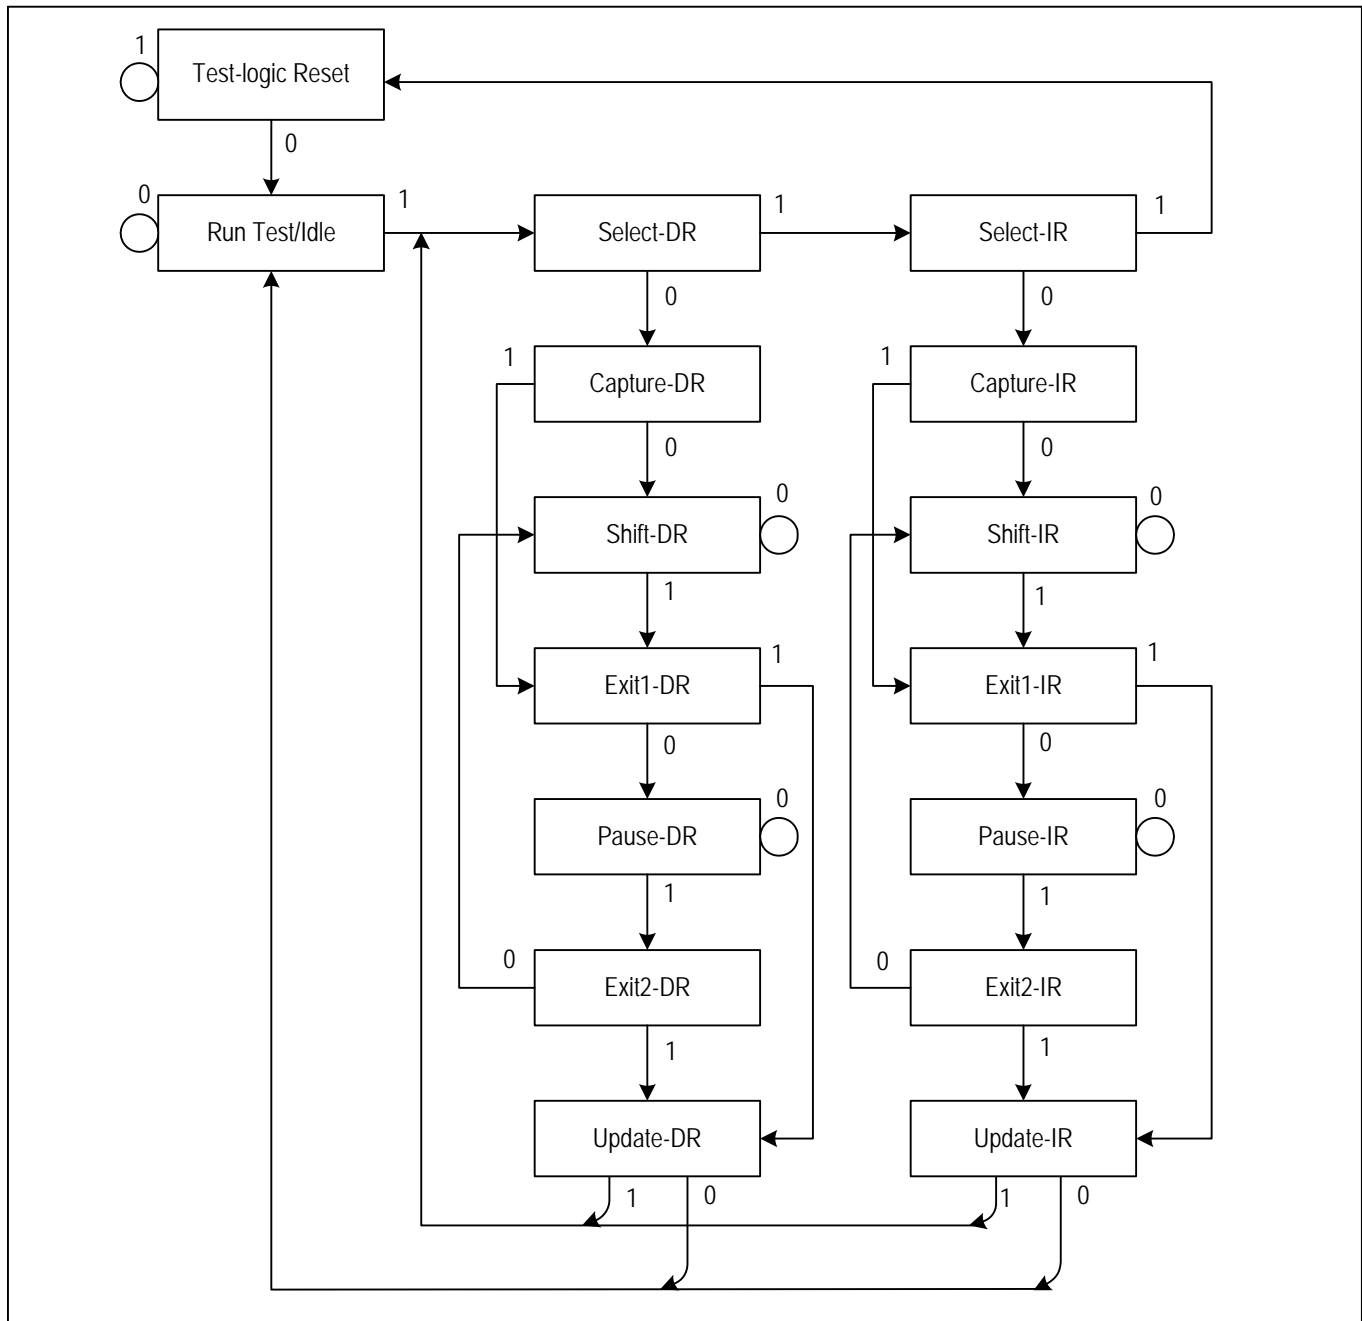 1
Test-logic Reset
0
0
Run Test/Idle
1
Select-DR
1
Select-IR
1
0
0
1
Capture-DR
1
Capture-IR
0
0
Shift-DR
0
Shift-IR
0
1
1
Exit1-DR
1
Exit1-IR
1
0
0
Pause-DR
0
Pause-IR
0
1
1
0
Exit2-DR
0
Exit2-IR
1
1
Update-DR
Update-IR
1
0
1
0